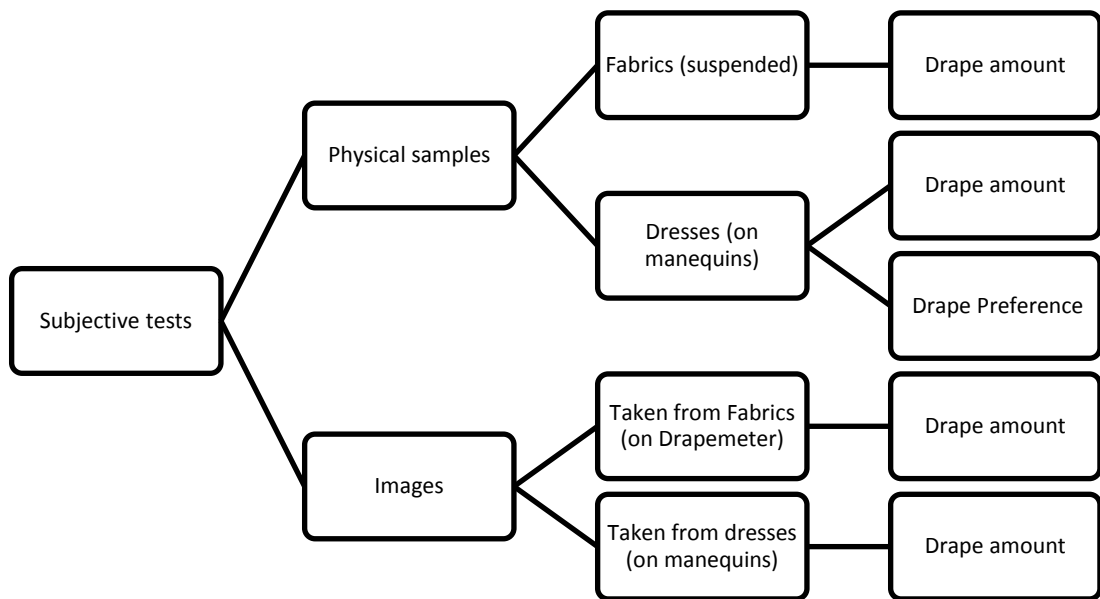 Fabrics (suspended)
Drape amount
Physical samples
Drape amount
Dresses (on
manequins)
Drape Preference
Subjective tests
Taken from Fabrics
(on Drapemeter)
Drape amount
Images
Taken from dresses
(on manequins)
Drape amount